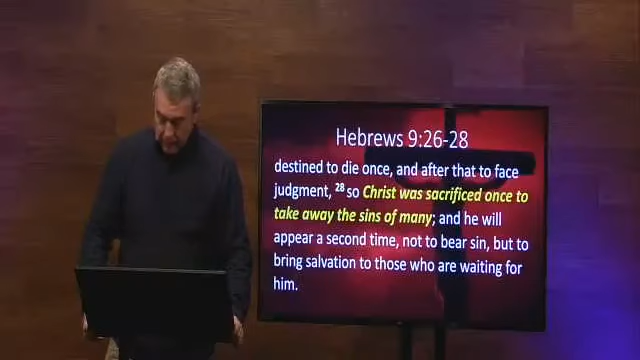 Hebrews 9:26-28
destined to die once, and after that to face
judgment, 28 so Christ was sacrificed once to
take away the sins of many; and he will
appear a second time, not to bear sin, but to
bring salvation to those who are waiting for
him.